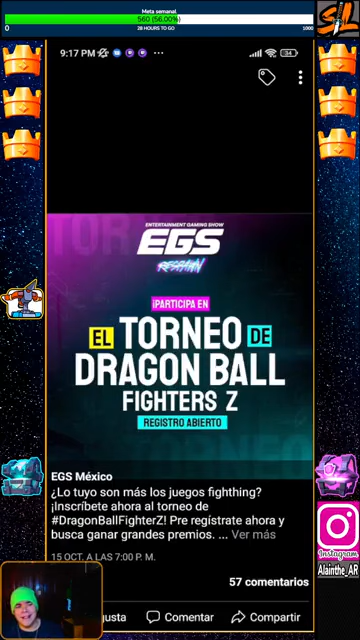 Meta semanal
560 (56.00%)
0
28 HOURS TO GO
1000
SL
9:17 PM
34
TORNEO
ENTERTAINMENT GAMING SHOW
EGS
RESPAWN
¡PARTICIPA EN
EL TORNEO DE
DRAGON BALL
FIGHTERS Z
REGISTRO ABIERTO
TORNEO
EGS México
¿Lo tuyo son más los juegos fighthing?
¡Inscríbete ahora al torneo de
#DragonBallFighterZ! Pre regístrate ahora y
busca ganar grandes premios. ... Ver más
15 OCT. A LAS 7:00 P. M.
57 comentarios
gusta
Comentar
Compartir
Instagram
Alainthe_AR